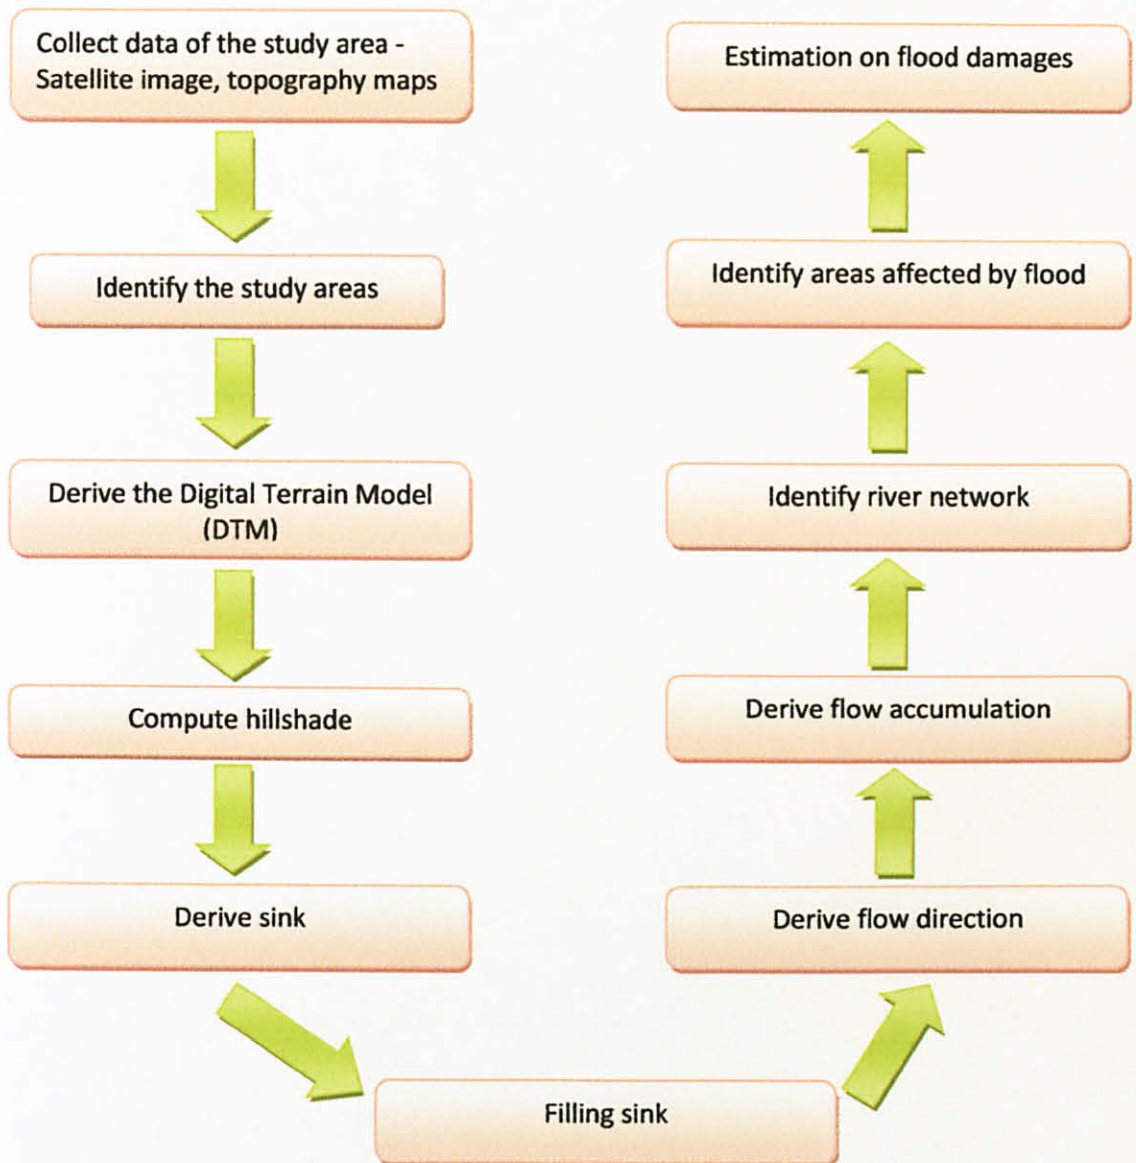 Collect data of the study area -
Satellite image, topography maps
Identify the study areas
Derive the Digital Terrain Model
(DTM)
Compute hillshade
Derive sink
Filling sink
Derive flow direction
Derive flow accumulation
Identify river network
Identify areas affected by flood
Estimation on flood damages